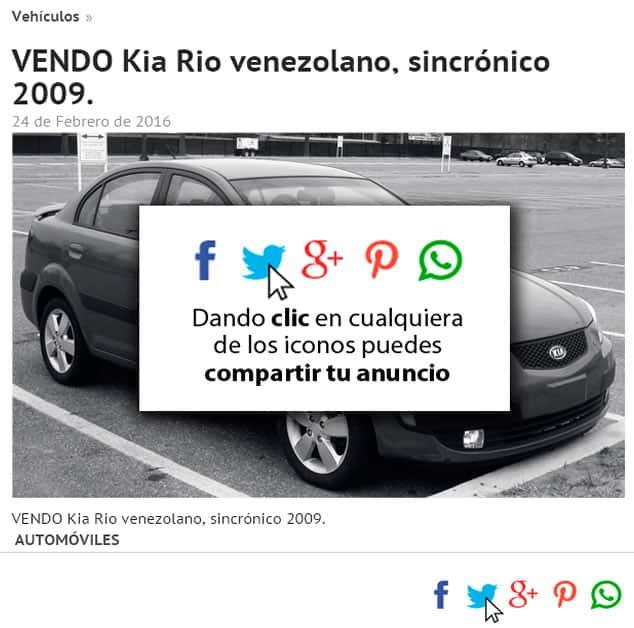 Vehículos »
VENDO Kia Rio venezolano, sincrónico
2009.
24 de Febrero de 2016
f g+
Dando clic en cualquiera
de los iconos puedes
compartir tu anuncio
KIA
VENDO Kia Rio venezolano, sincrónico 2009.
AUTOMÓVILES
f g+